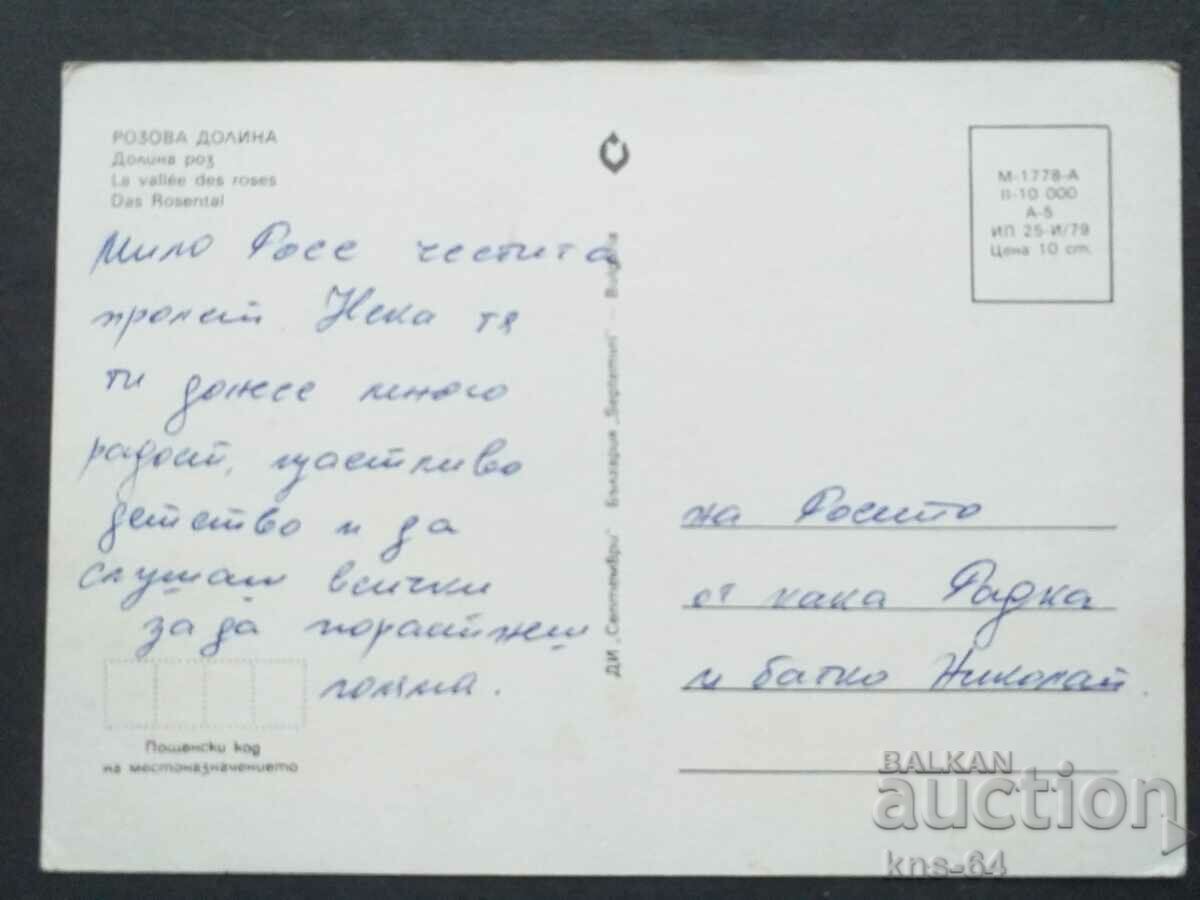 РОЗОВА ДОЛИНА
Долина роз
La vallée des roses
Das Rosental
Мило Росе честита
пролет. Нека тя
ти донесе много
радост, щастливо
детство и да
слушаш всички
за да пораствнеш
голяма.
Пощенски код
на местоназначението
ДИ „Септември" България „Septemvri" – Bulgaria
М-1778-А
II-10 000
А-5
ИП 25-И/79
Цена 10 ст.
на Росито
от кака Радка
и батко Николай.
BALKAN
auction
kns-64